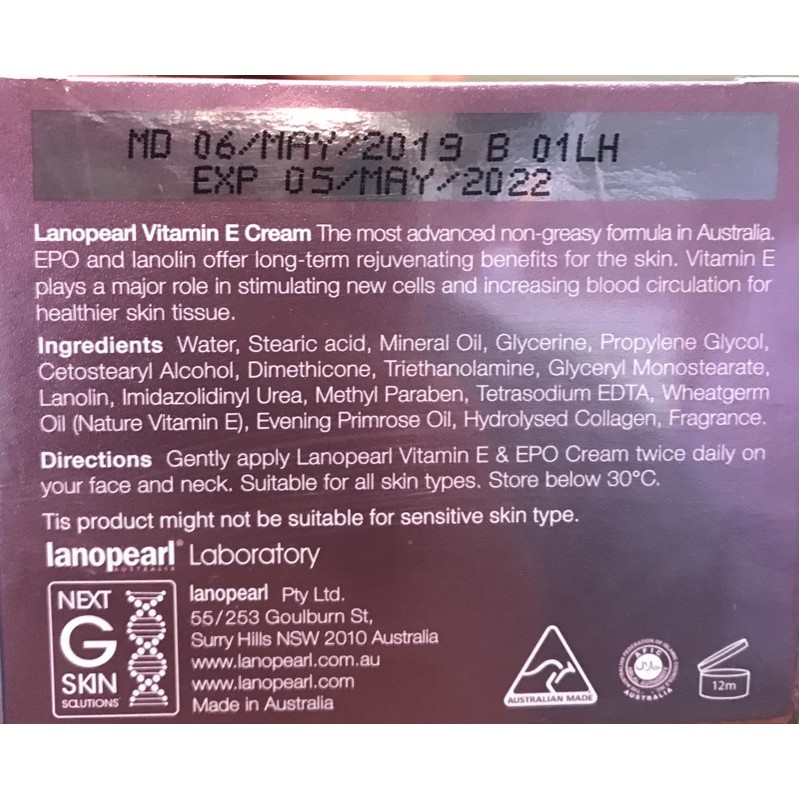 MD 06/MAY/2019 B 01LH
EXP 05/MAY/2022
Lanopearl Vitamin E Cream The most advanced non-greasy formula in Australia.
EPO and lanolin offer long-term rejuvenating benefits for the skin. Vitamin E
plays a major role in stimulating new cells and increasing blood circulation for
healthier skin tissue.
Ingredients Water, Stearic acid, Mineral Oil, Glycerine, Propylene Glycol,
Cetostearyl Alcohol, Dimethicone, Triethanolamine, Glyceryl Monostearate,
Lanolin, Imidazolidinyl Urea, Methyl Paraben, Tetrasodium EDTA, Wheatgerm
Oil (Nature Vitamin E), Evening Primrose Oil, Hydrolysed Collagen, Fragrance.
Directions Gently apply Lanopearl Vitamin E & EPO Cream twice daily on
your face and neck. Suitable for all skin types. Store below 30°C.
Tis product might not be suitable for sensitive skin type.
lanopearl® Laboratory
AUSTRALIA
NEXT
G
SKIN
SOLUTIONS
lanopearl Pty Ltd.
55/253 Goulburn St,
Surry Hills NSW 2010 Australia
www.lanopearl.com.au
www.lanopearl.com
Made in Australia
AUSTRALIAN MADE
AFIC
AUSTRALIA
12m